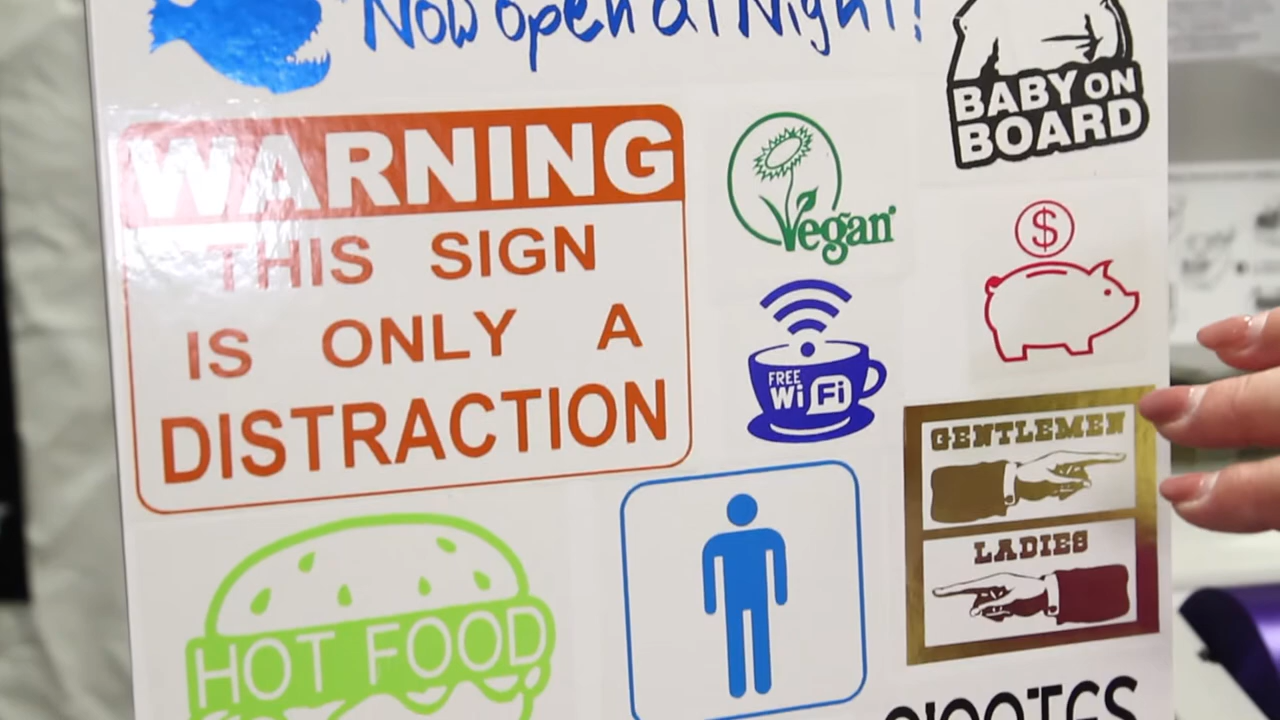 Now open at Night!
BABY ON
BOARD
WARNING
THIS SIGN
IS ONLY A
DISTRACTION
Vegan
$
FREE
WiFi
GENTLEMEN
LADIES
HOT FOOD